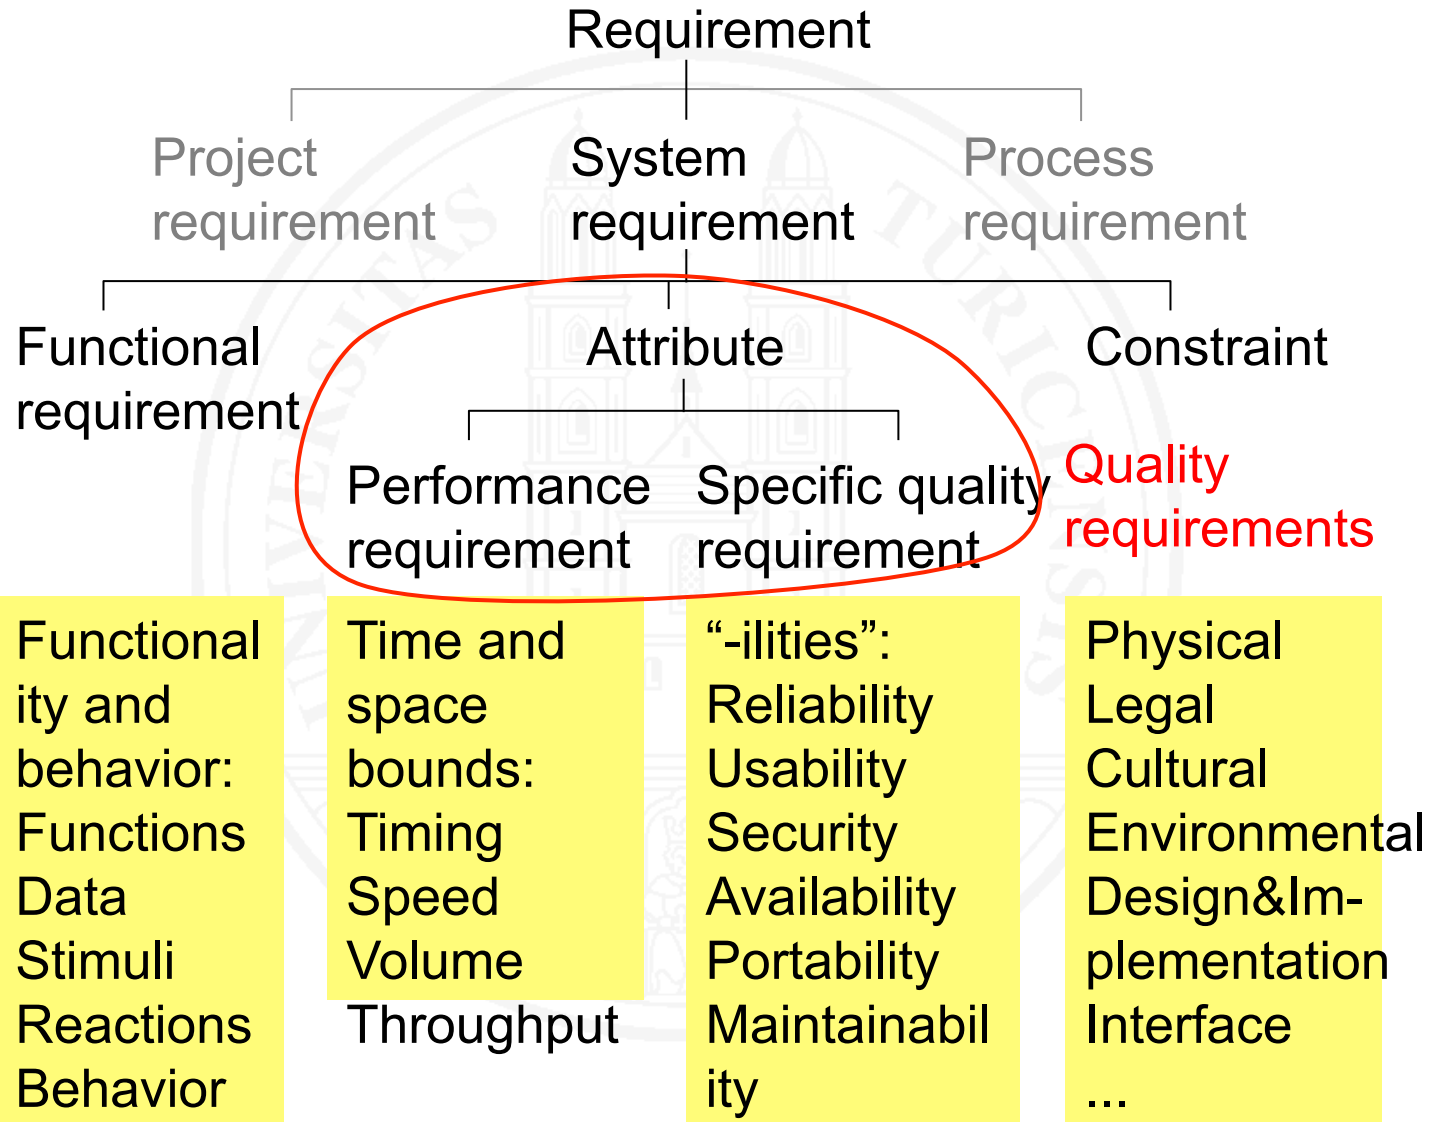 Requirement
Project
requirement
System
requirement
Process
requirement
Functional
requirement
Attribute
Constraint
Performance
requirement
Specific quality
requirement
Quality
requirements
Functional
ity and
behavior:
Functions
Data
Stimuli
Reactions
Behavior
Time and
space
bounds:
Timing
Speed
Volume
Throughput
“-ilities”:
Reliability
Usability
Security
Availability
Portability
Maintainabil
ity
Physical
Legal
Cultural
Environmental
Design&Im-
plementation
Interface
...
UNIVERSITAS
TURICENSIS